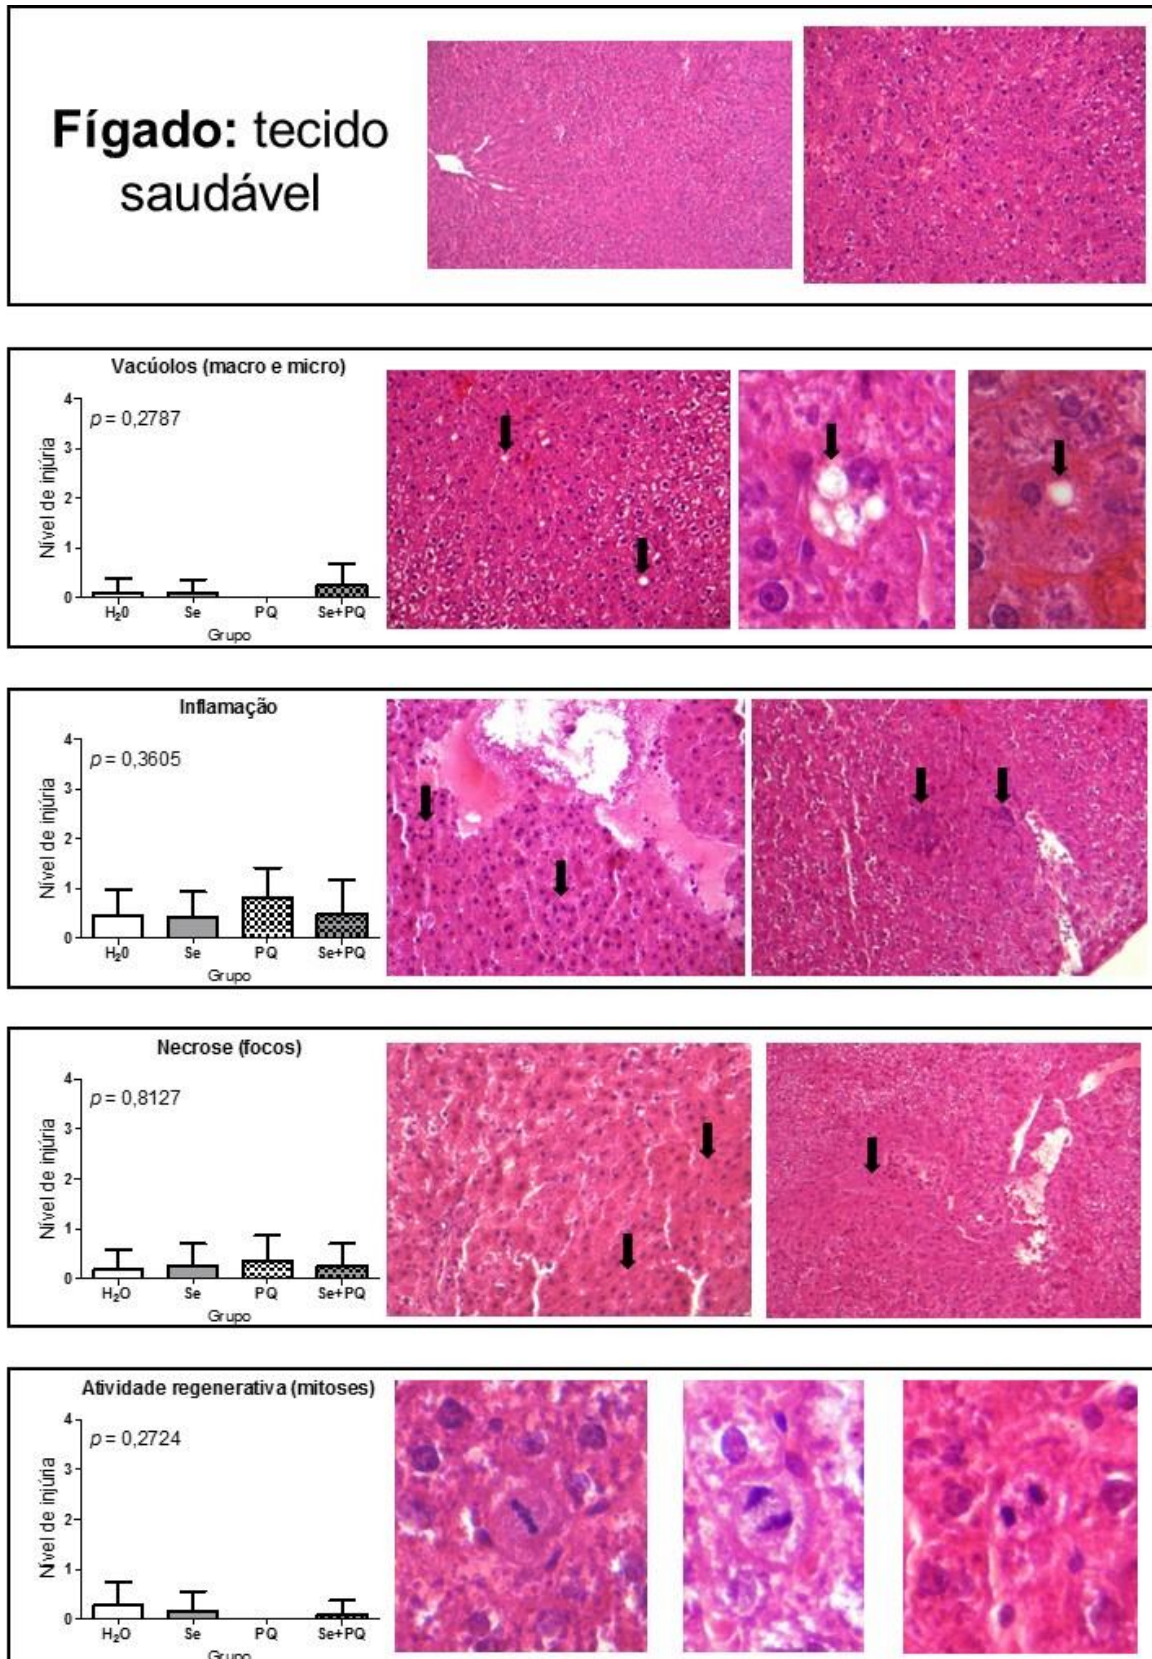 Fígado: tecido
saudável
Vacúolos (macro e micro)
p = 0,2787
Nível de injúria
4
3
2
1
0
H20 Se PQ Se+PQ
Grupo
Inflamação
p = 0,3605
Nível de injúria
4
3
2
1
0
H20 Se PQ Se+PQ
Grupo
Necrose (focos)
p = 0,8127
Nível de injúria
4
3
2
1
0
H2O Se PQ Se+PQ
Grupo
Atividade regenerativa (mitoses)
p = 0,2724
Nível de injúria
4
3
2
1
0
H2O Se PQ Se+PQ
Grupo